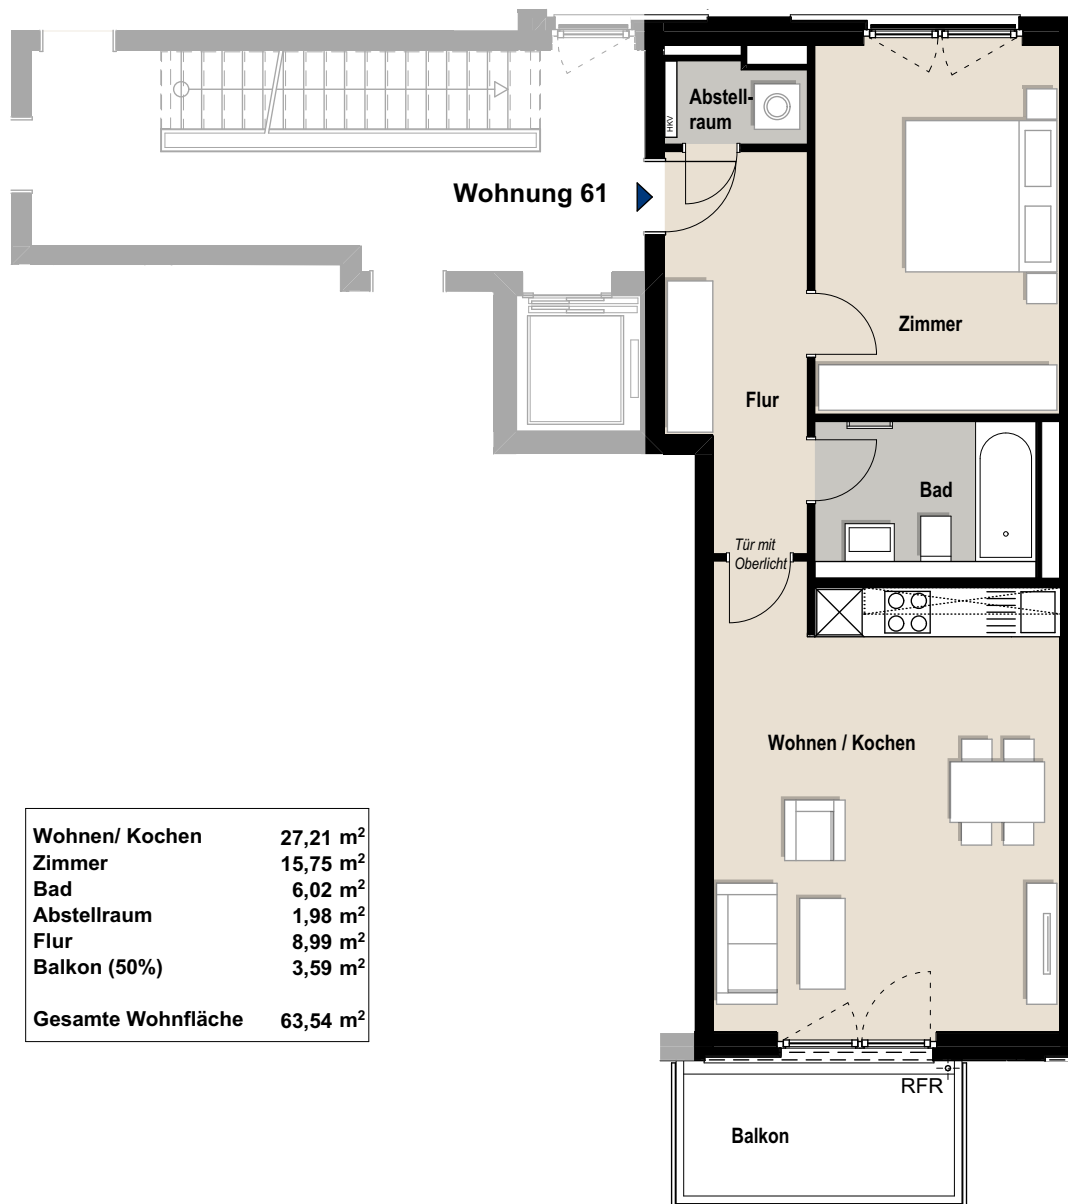 Abstell-
raum
HKV
Wohnung 61
Zimmer
Flur
Bad
Tür mit
Oberlicht
Wohnen / Kochen
Wohnen/ Kochen 27,21 m²
Zimmer 15,75 m²
Bad 6,02 m²
Abstellraum 1,98 m²
Flur 8,99 m²
Balkon (50%) 3,59 m²
Gesamte Wohnfläche 63,54 m²
RFR
Balkon